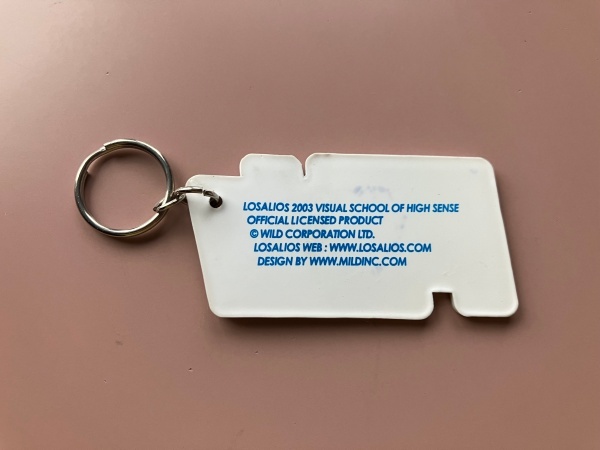 LOSALIOS 2003 VISUAL SCHOOL OF HIGH SENSE
OFFICIAL LICENSED PRODUCT
© WILD CORPORATION LTD.
LOSALIOS WEB : WWW.LOSALIOS.COM
DESIGN BY WWW.MILDINC.COM